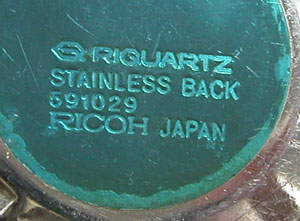 RIQUARTZ
STAINLESS BACK
591029
RICOH JAPAN